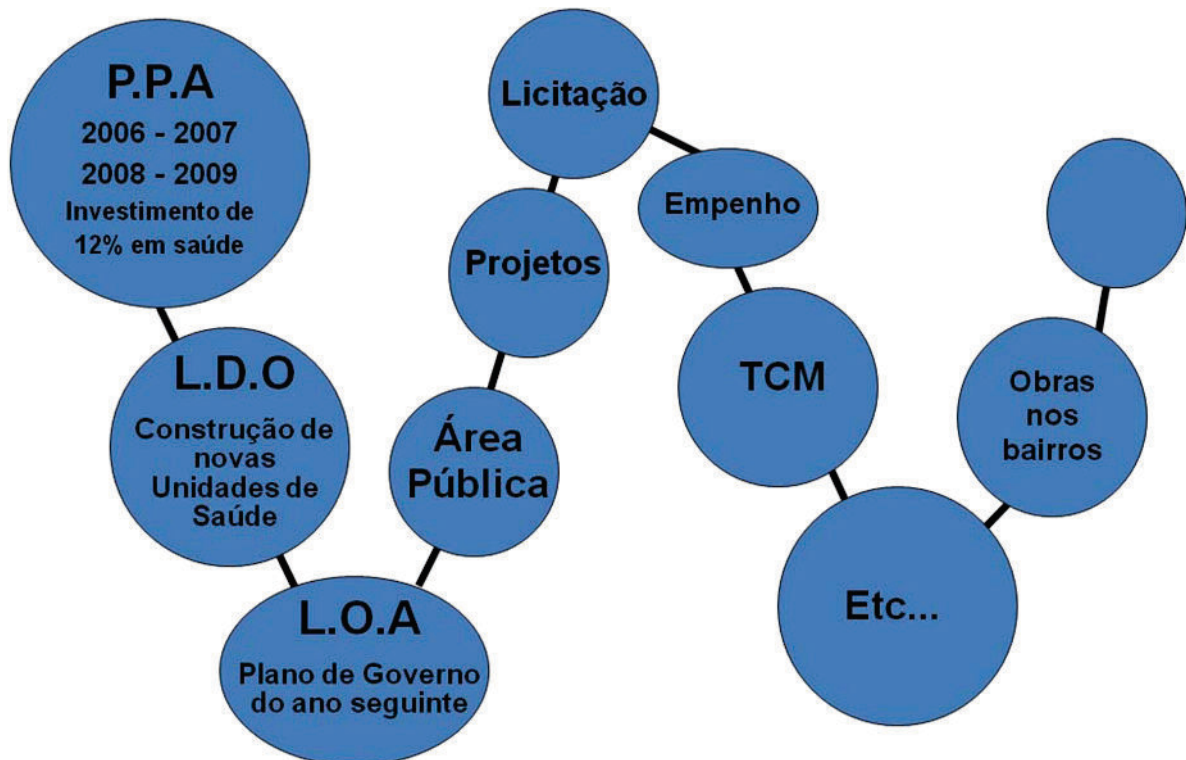 P.P.A
2006 - 2007
2008 - 2009
Investimento de
12% em saúde
L.D.O
Construção de
novas
Unidades de
Saúde
L.O.A
Plano de Governo
do ano seguinte
Área
Pública
Projetos
Licitação
Empenho
TCM
Etc...
Obras
nos
bairros